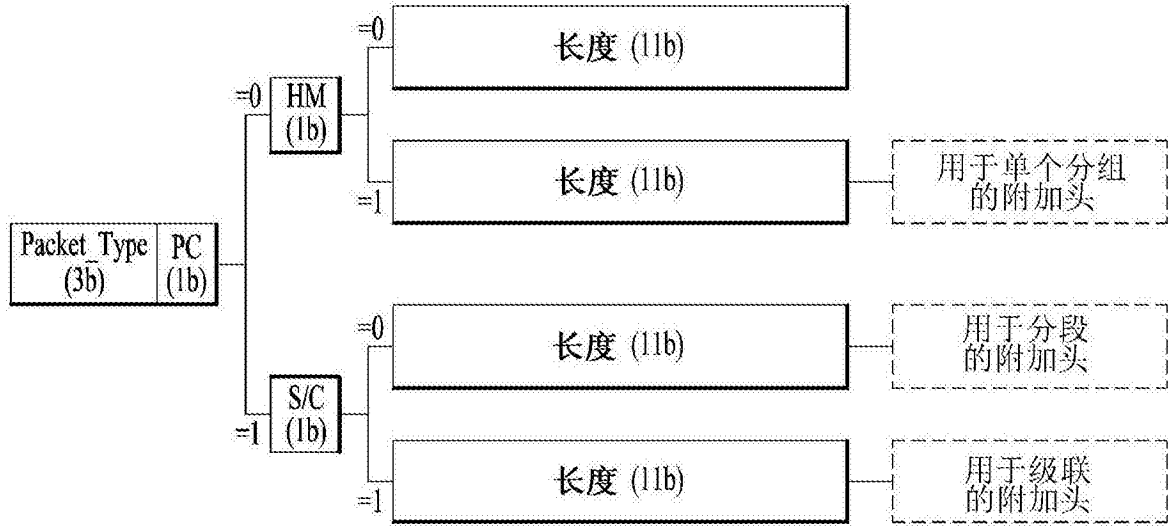 =0
长度 (11b)
=0
HM
(1b)
=1
长度 (11b)
用于单个分组
的附加头
Packet_Type
(3b)
PC
(1b)
=0
长度 (11b)
用于分段
的附加头
=1
S/C
(1b)
=1
长度 (11b)
用于级联
的附加头